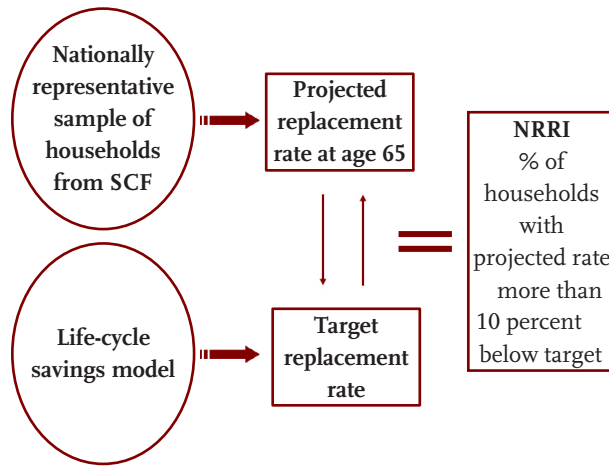 Nationally
representative
sample of
households
from SCF
Projected
replacement
rate at age 65
Life-cycle
savings model
Target
replacement
rate
NRRI
% of
households
with
projected rate
more than
10 percent
below target